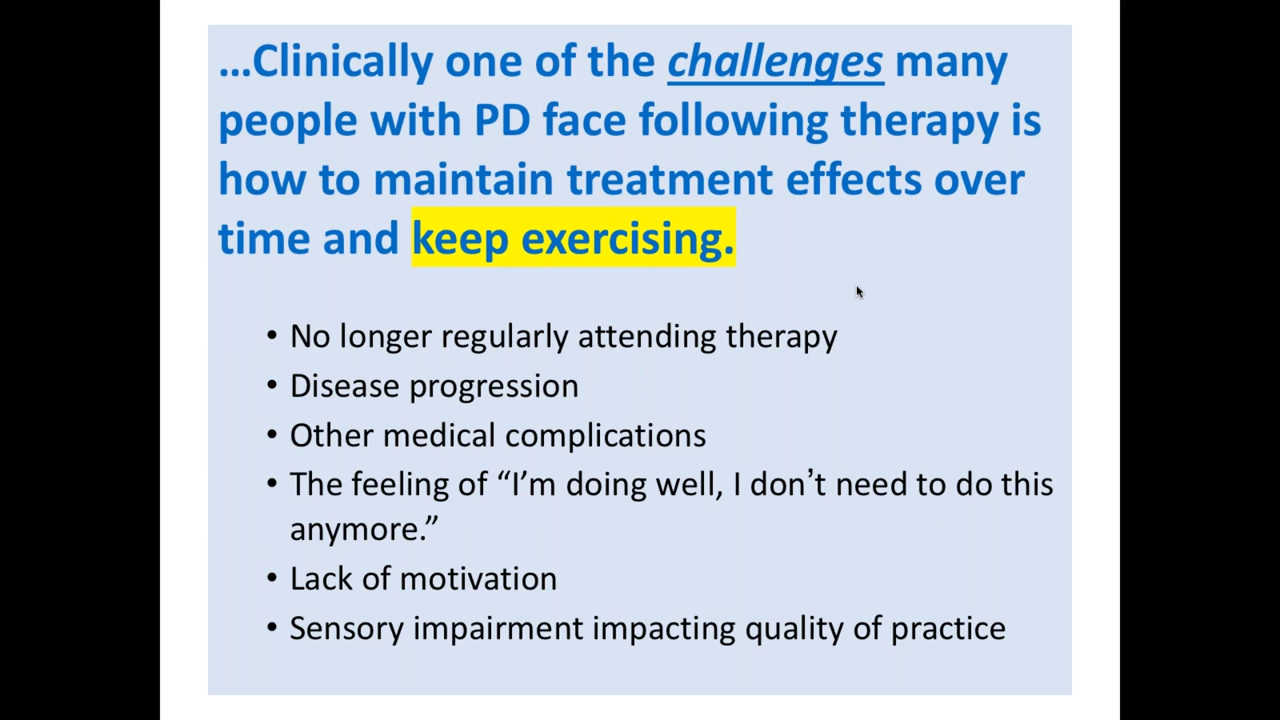 …Clinically one of the challenges many
people with PD face following therapy is
how to maintain treatment effects over
time and keep exercising.
• No longer regularly attending therapy
• Disease progression
• Other medical complications
• The feeling of “I’m doing well, I don’t need to do this
anymore.”
• Lack of motivation
• Sensory impairment impacting quality of practice